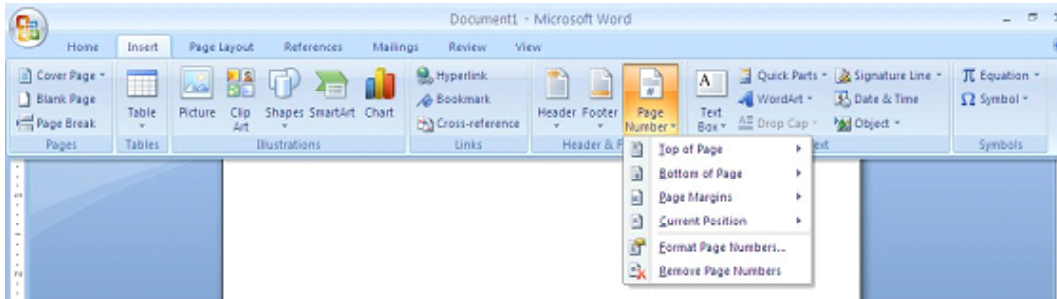 Document1 - Microsoft Word
Home Insert Page Layout References Mailings Review View
Cover Page
Blank Page
Page Break
Pages
Table
Tables
Picture
Clip Art
Shapes
SmartArt
Chart
Illustrations
Hyperlink
Bookmark
Cross-reference
Links
Header
Footer
Page Number
Header & F
Text Box
A
Quick Parts
WordArt
Drop Cap
Signature Line
Date & Time
Object
ext
π Equation
Ω Symbol
Symbols
Top of Page
Bottom of Page
Page Margins
Current Position
Format Page Numbers...
Remove Page Numbers